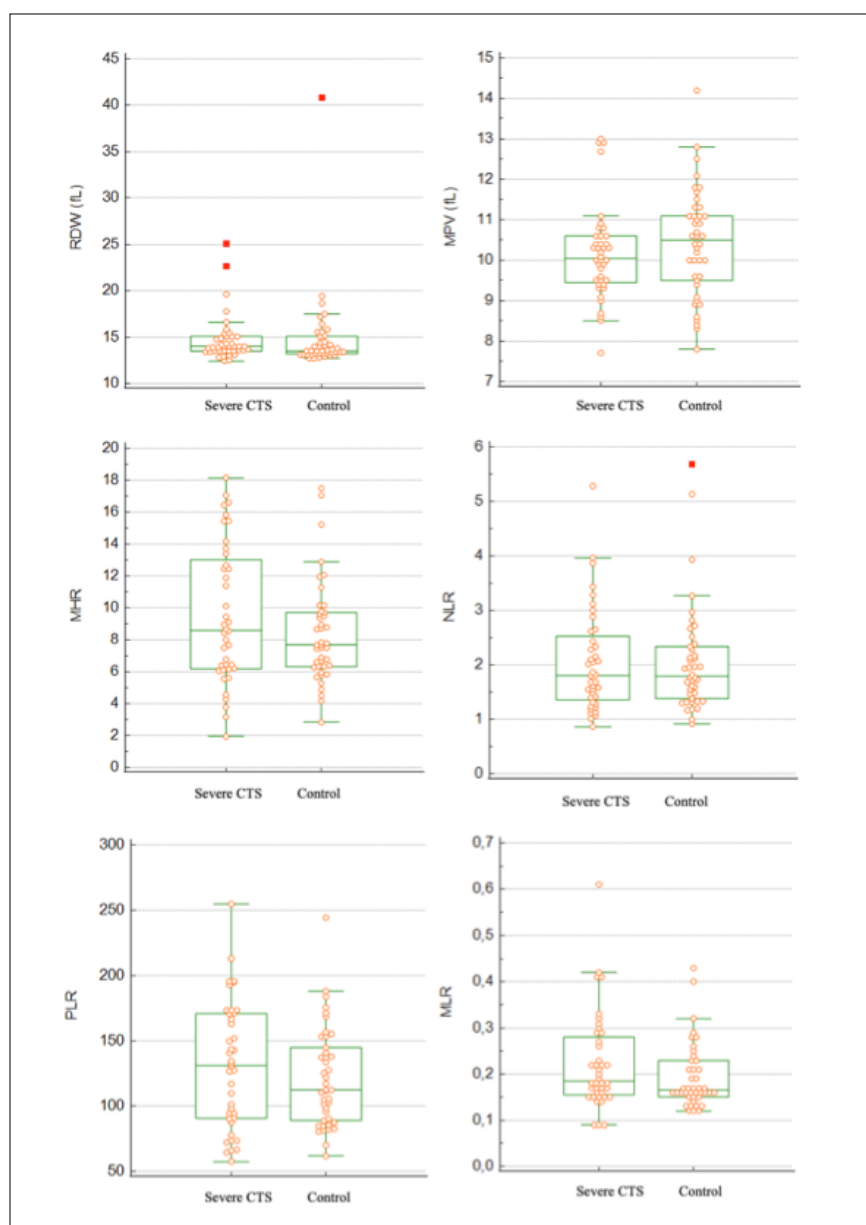 45
40
35
30
25
20
15
10
RDW (fL)
Severe CTS
Control
15
14
13
12
11
10
9
8
7
MPV (fL)
Severe CTS
Control
20
18
16
14
12
10
8
6
4
2
0
MHR
Severe CTS
Control
6
5
4
3
2
1
0
NLR
Severe CTS
Control
300
250
200
150
100
50
PLR
Severe CTS
Control
0,7
0,6
0,5
0,4
0,3
0,2
0,1
0,0
MLR
Severe CTS
Control